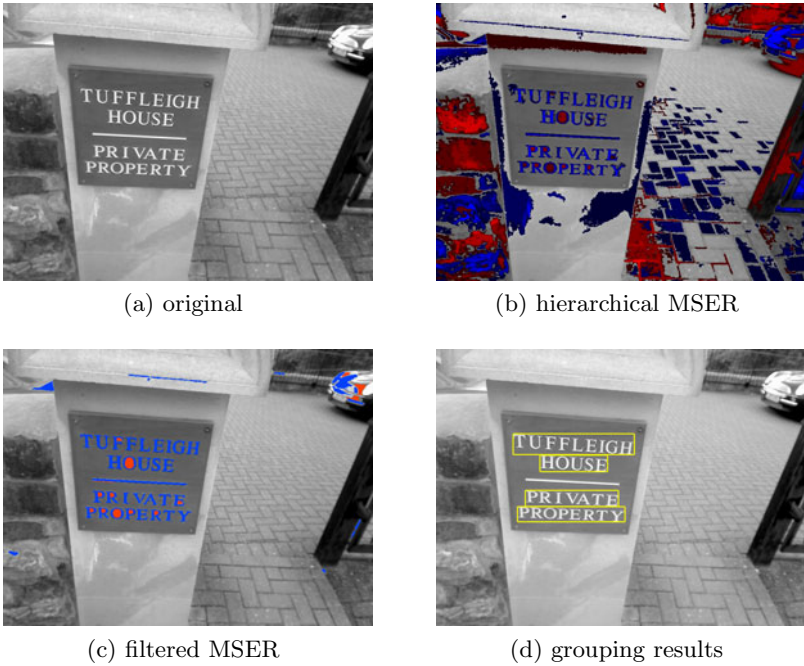 TUFFLEIGH
HOUSE
PRIVATE
PROPERTY
(a) original
TUFFLEIGH
HOUSE
PRIVATE
PROPERTY
(b) hierarchical MSER
TUFFLEIGH
HOUSE
PRIVATE
PROPERTY
(c) filtered MSER
TUFFLEIGH
HOUSE
PRIVATE
PROPERTY
(d) grouping results